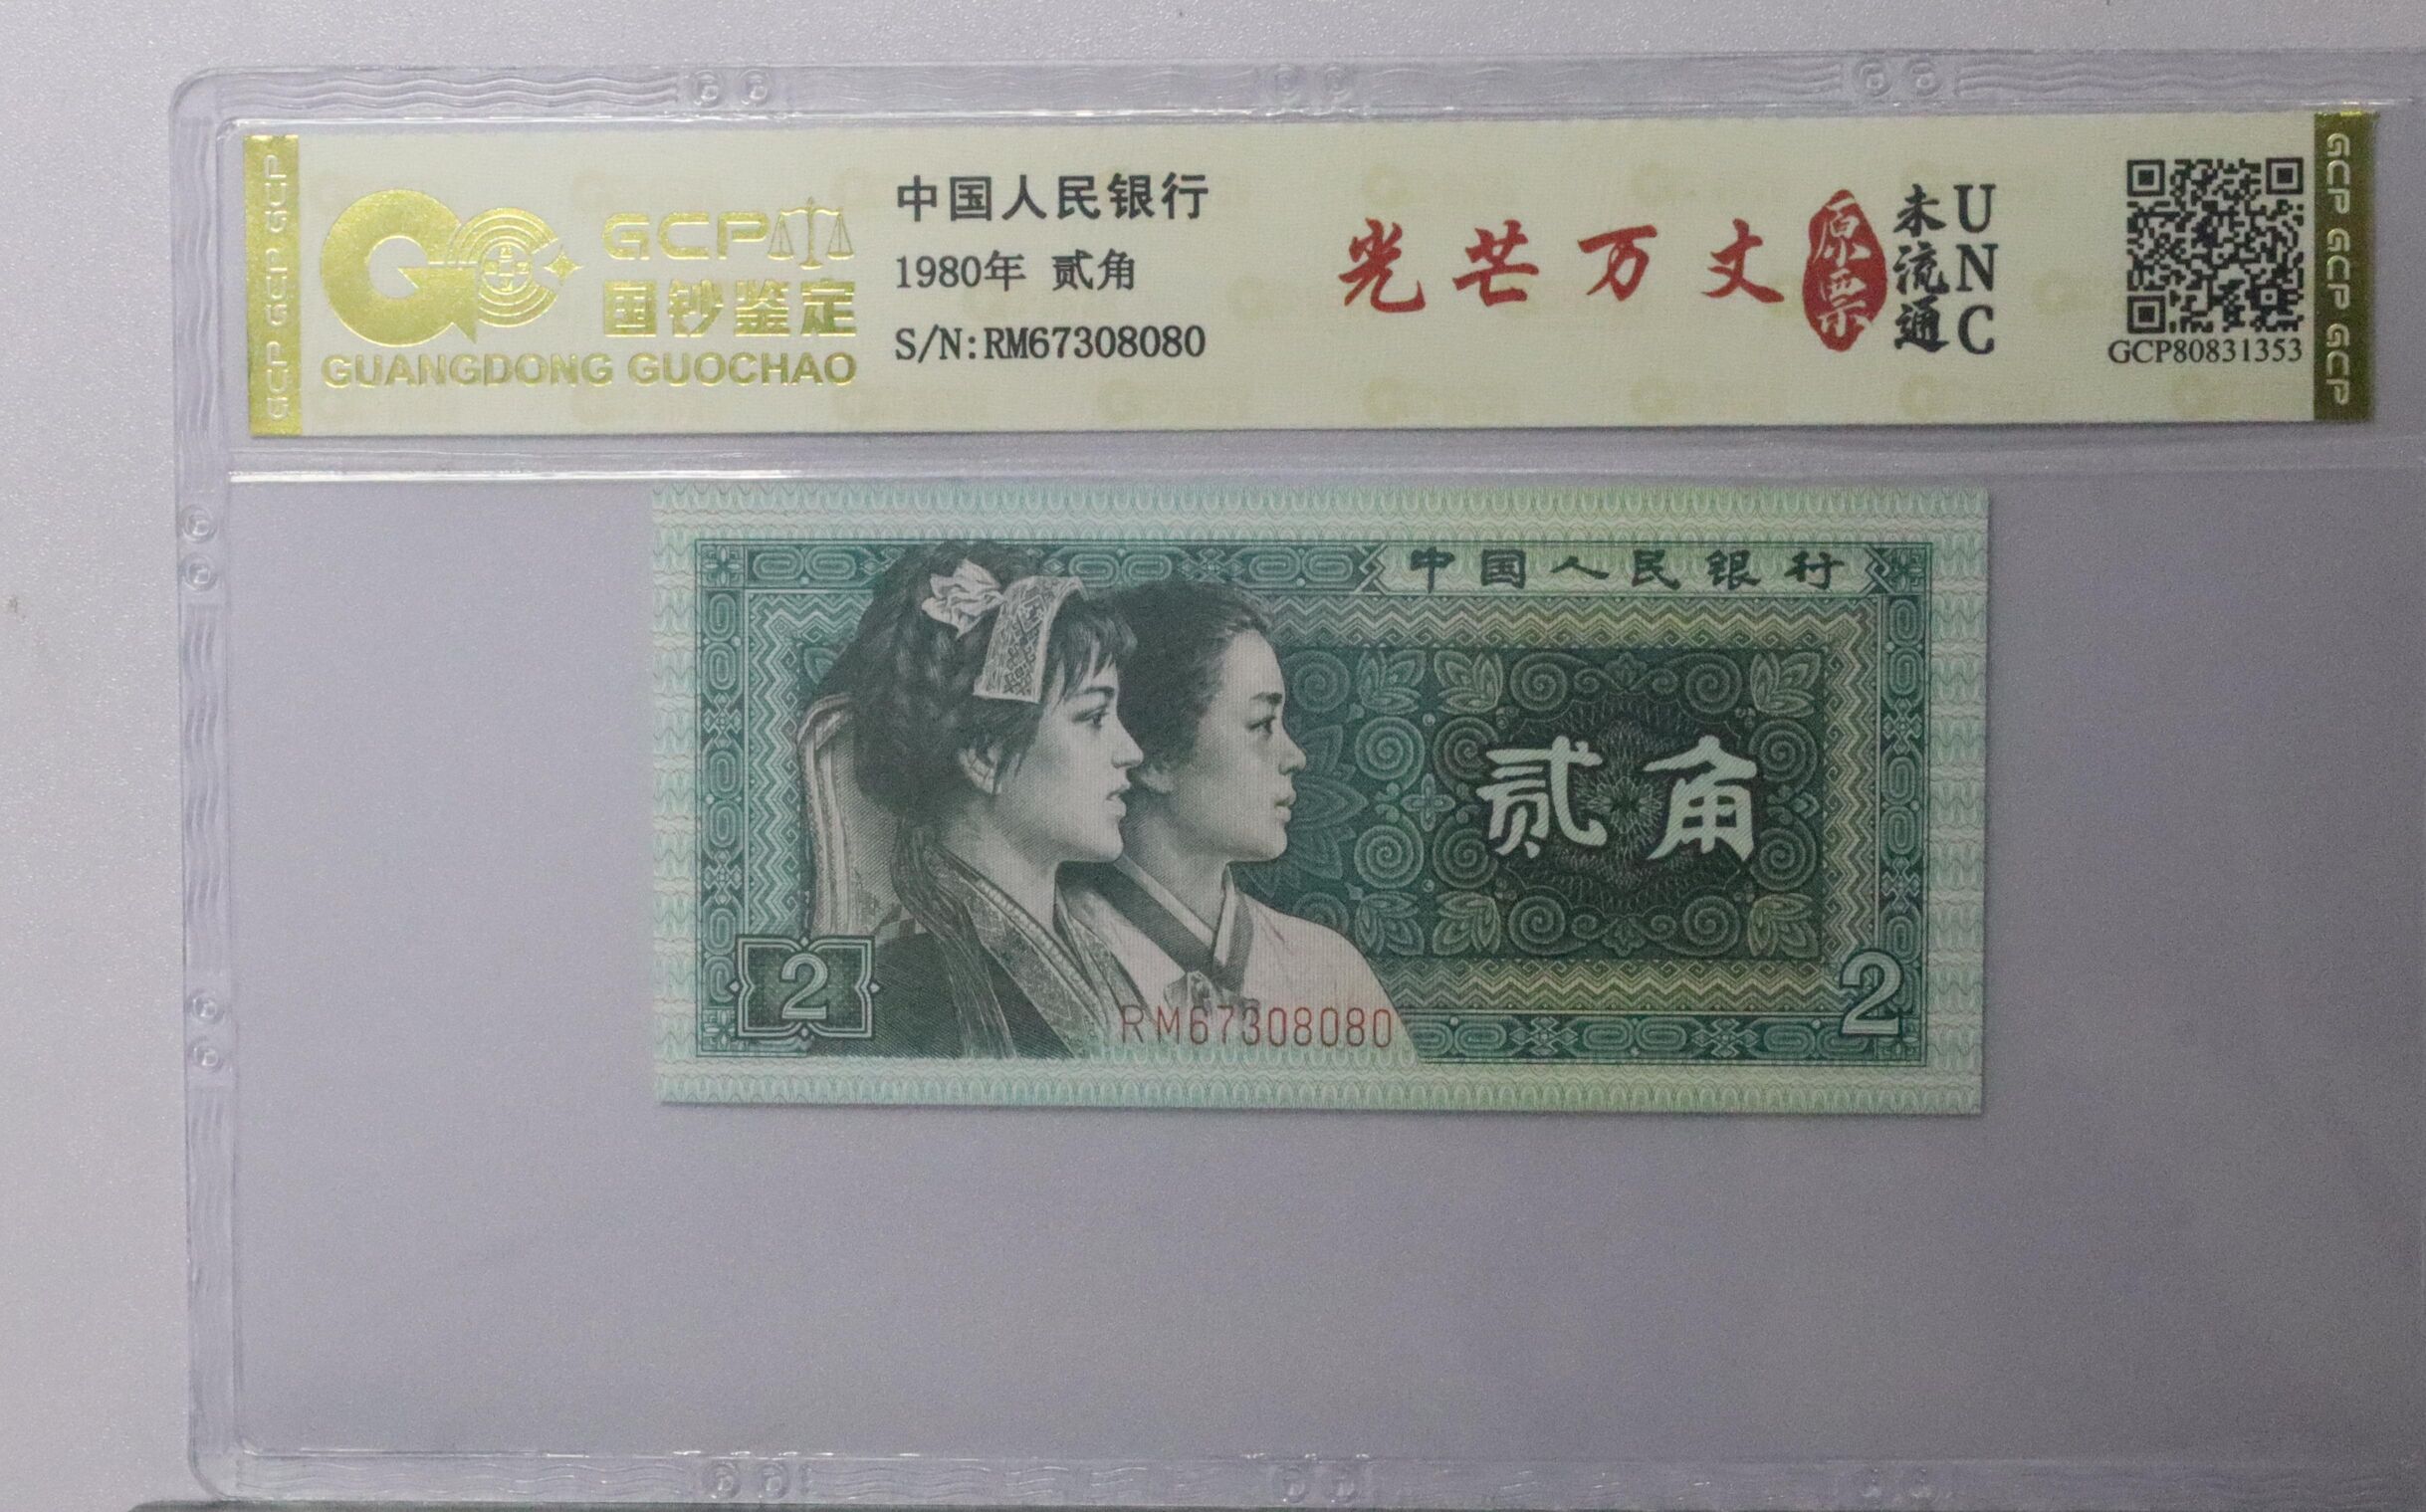 GCP GCP GCP
GCP
国钞鉴定
GUANGDONG GUOCHAO
中国人民银行
1980年 贰角
S/N:RM67308080
光芒万丈
原票
未流通
UNC
GCP80831353
GCP GCP GCP
中国人民银行
贰角
2
2
RM67308080